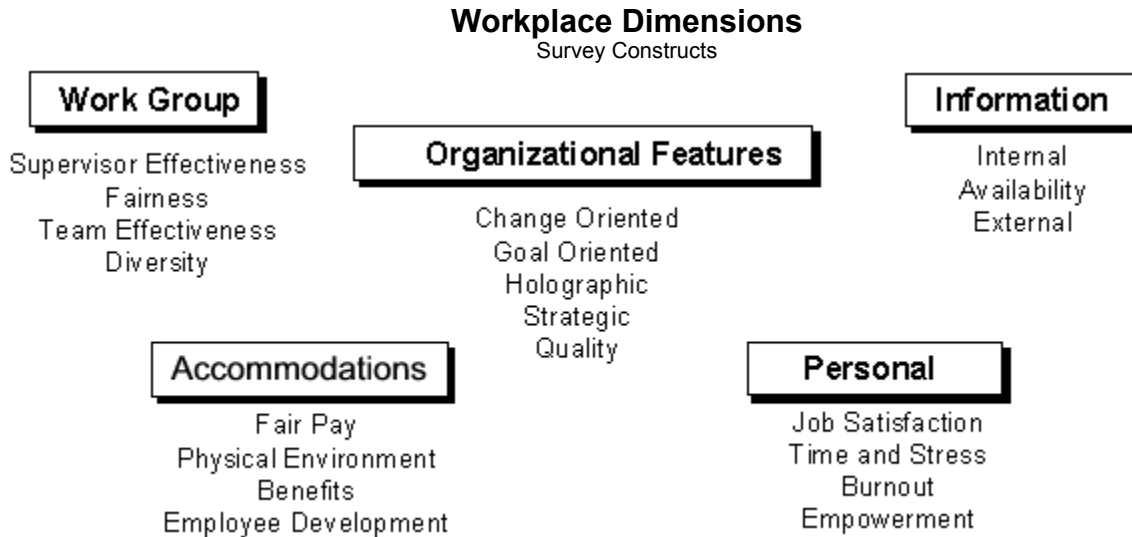 Workplace Dimensions
Survey Constructs
Work Group
Supervisor Effectiveness
Fairness
Team Effectiveness
Diversity
Organizational Features
Change Oriented
Goal Oriented
Holographic
Strategic
Quality
Information
Internal
Availability
External
Accommodations
Fair Pay
Physical Environment
Benefits
Employee Development
Personal
Job Satisfaction
Time and Stress
Burnout
Empowerment